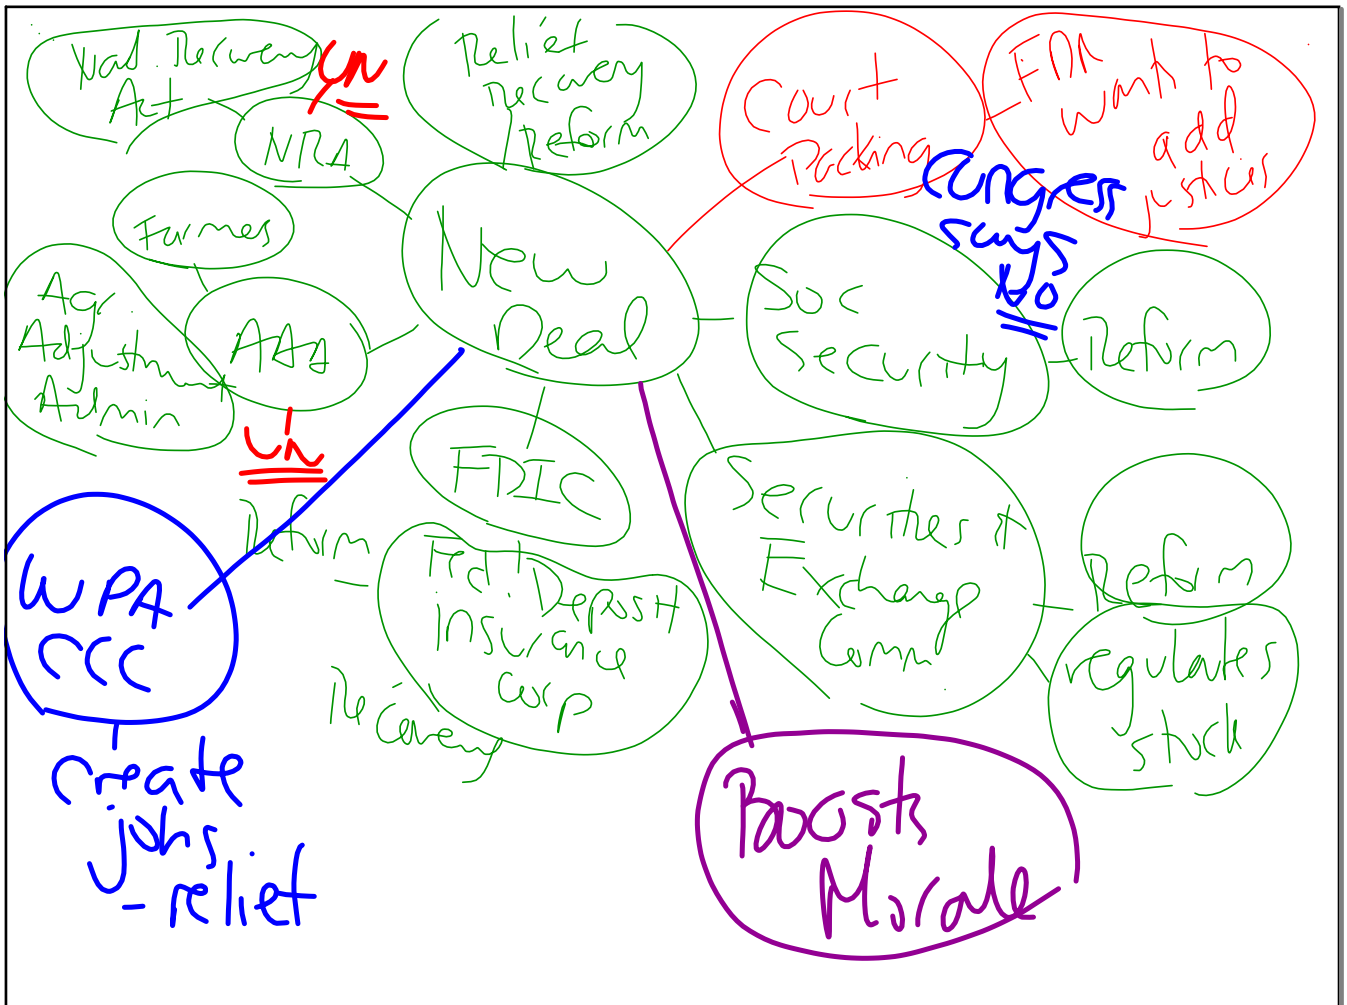 Nat. Recovery
Act
un
NRA
Relief
Recovery
Reform
Court
Packing
FDR
wants to
add
justices
Congress
says
No
Farmes
Agr
Adjustment
Admin
AAA
un
New
Deal
Soc
Security
Reform
FDIC
Reform
Fed. Deposit
insurance
corp
Recovery
Securities &
Exchange
Comm
Reform
regulates
stock
WPA
CCC
create
jobs
- relief
Boosts
Morale